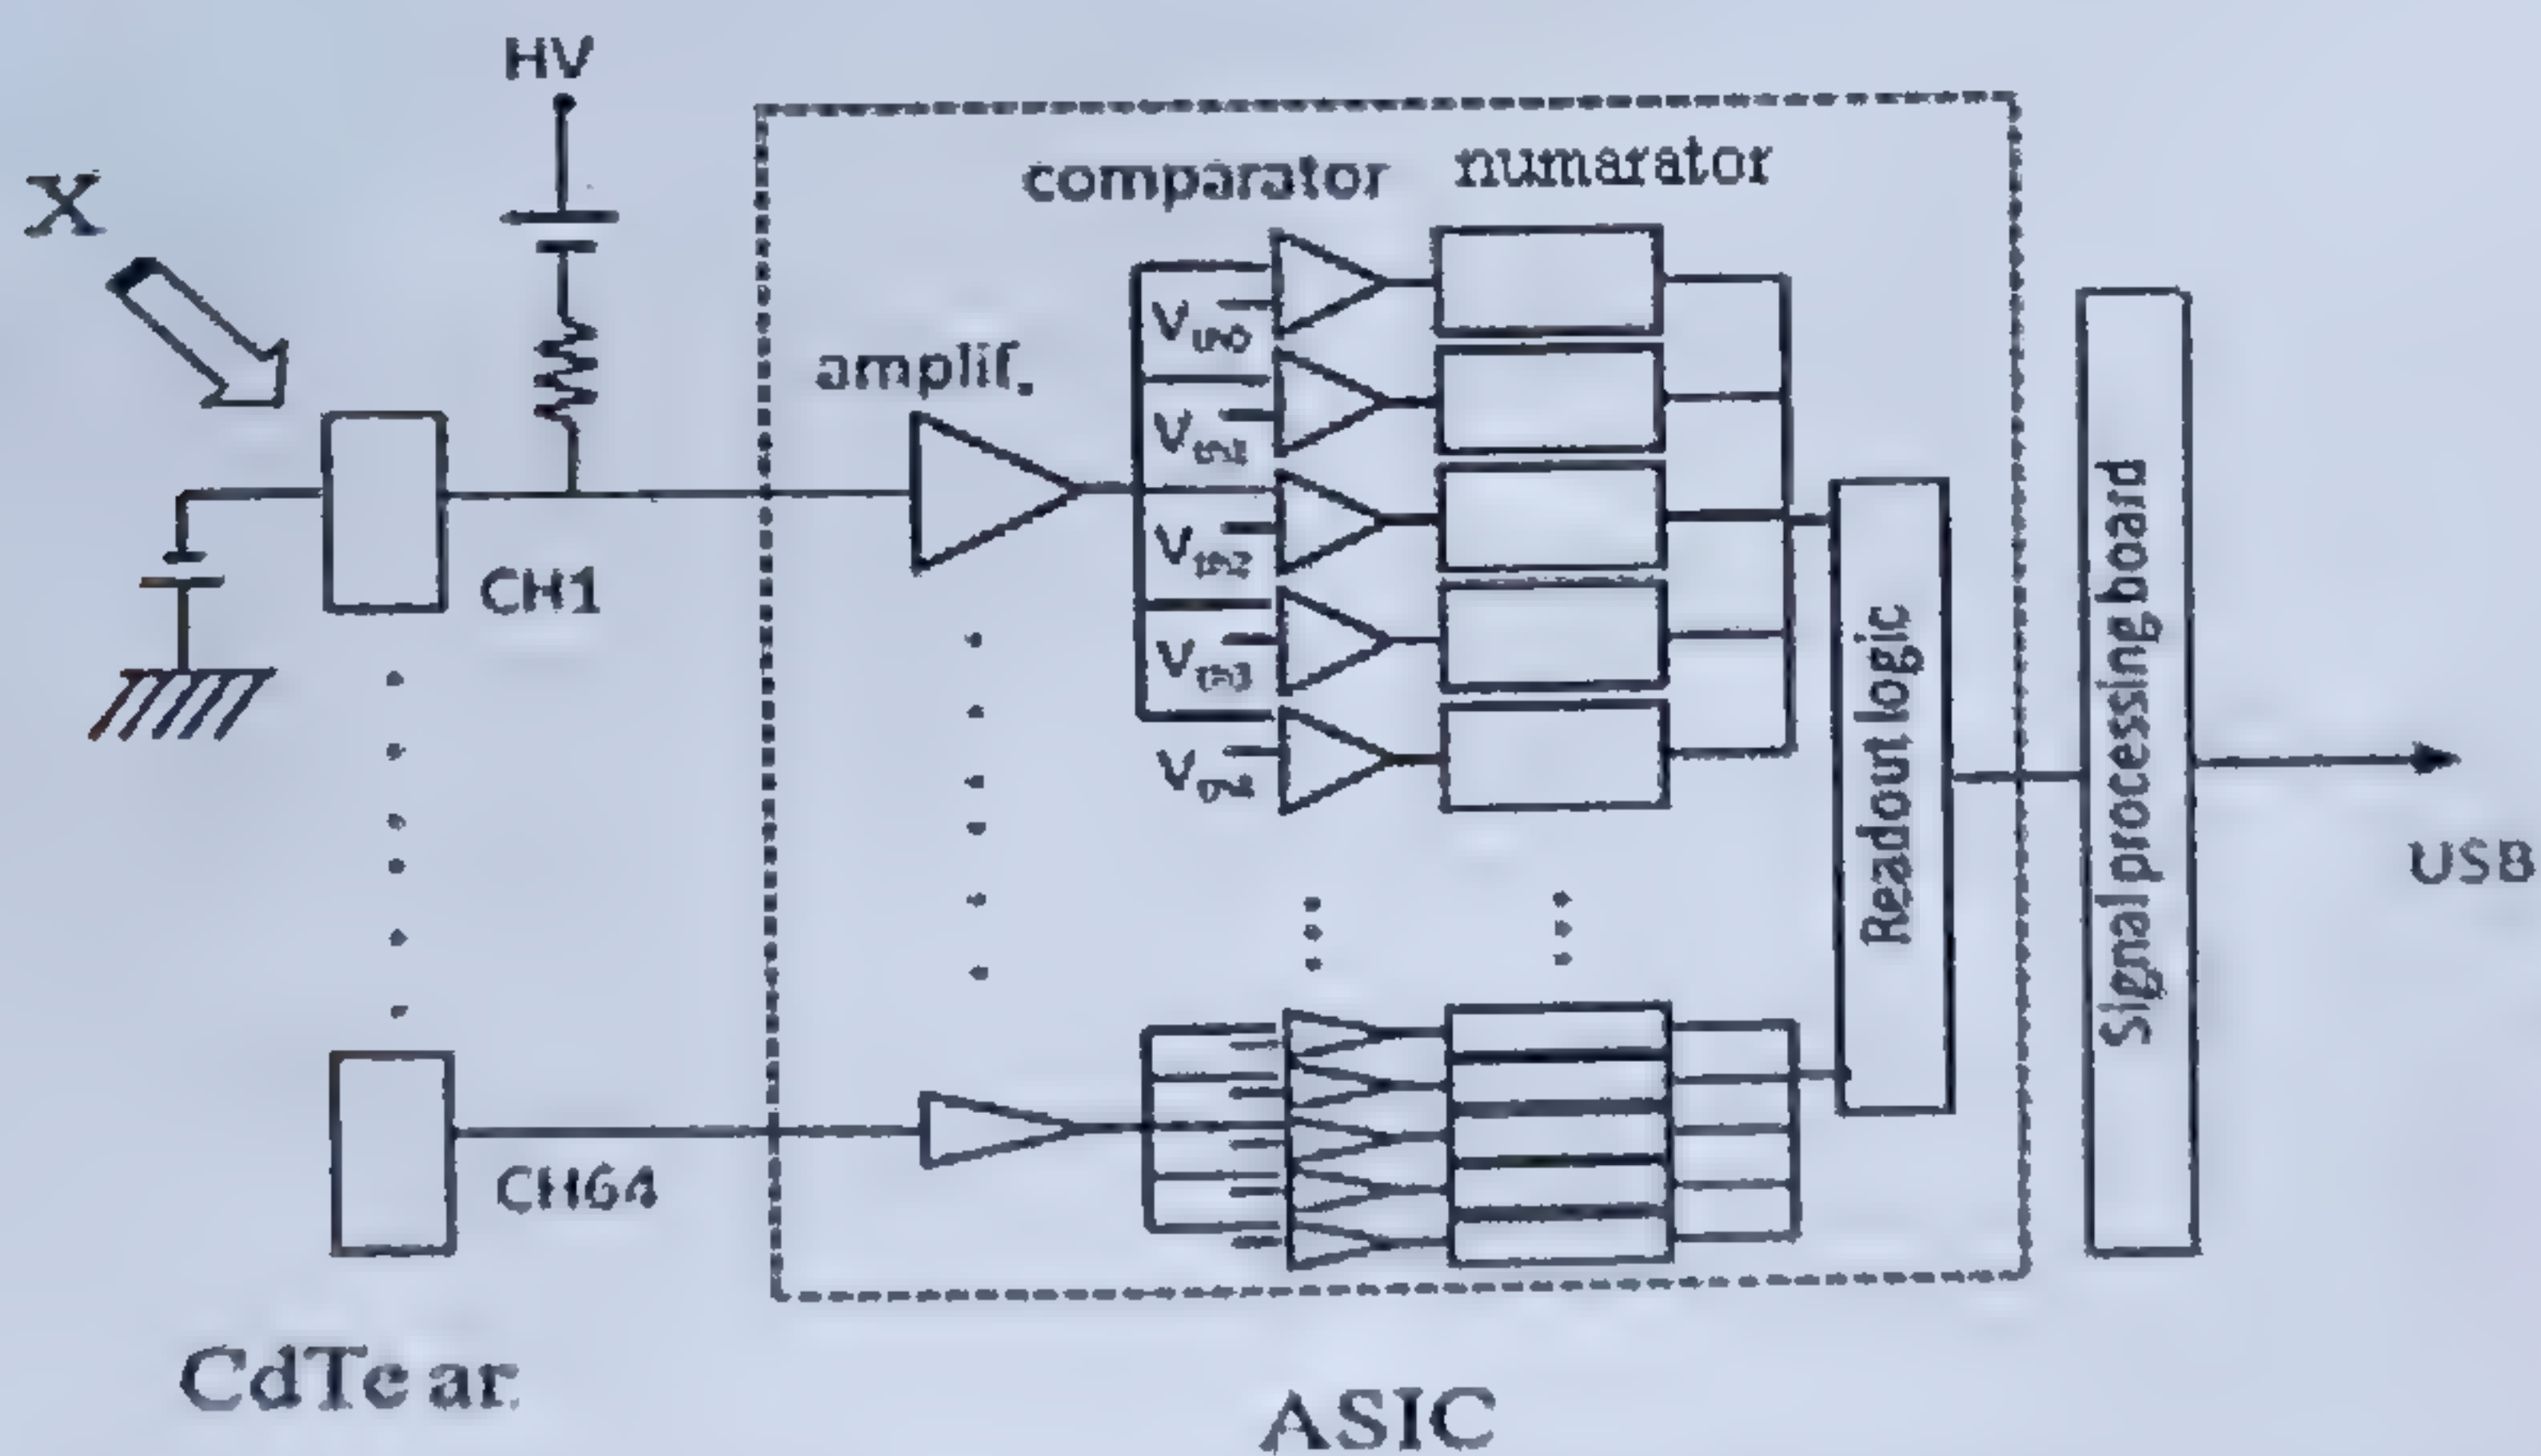 HV
X
comparator
numarator
amplif.
V
V
CH1
V
V
V
Readout logic
Signal processing board
USB
CH64
CdTe ar.
ASIC